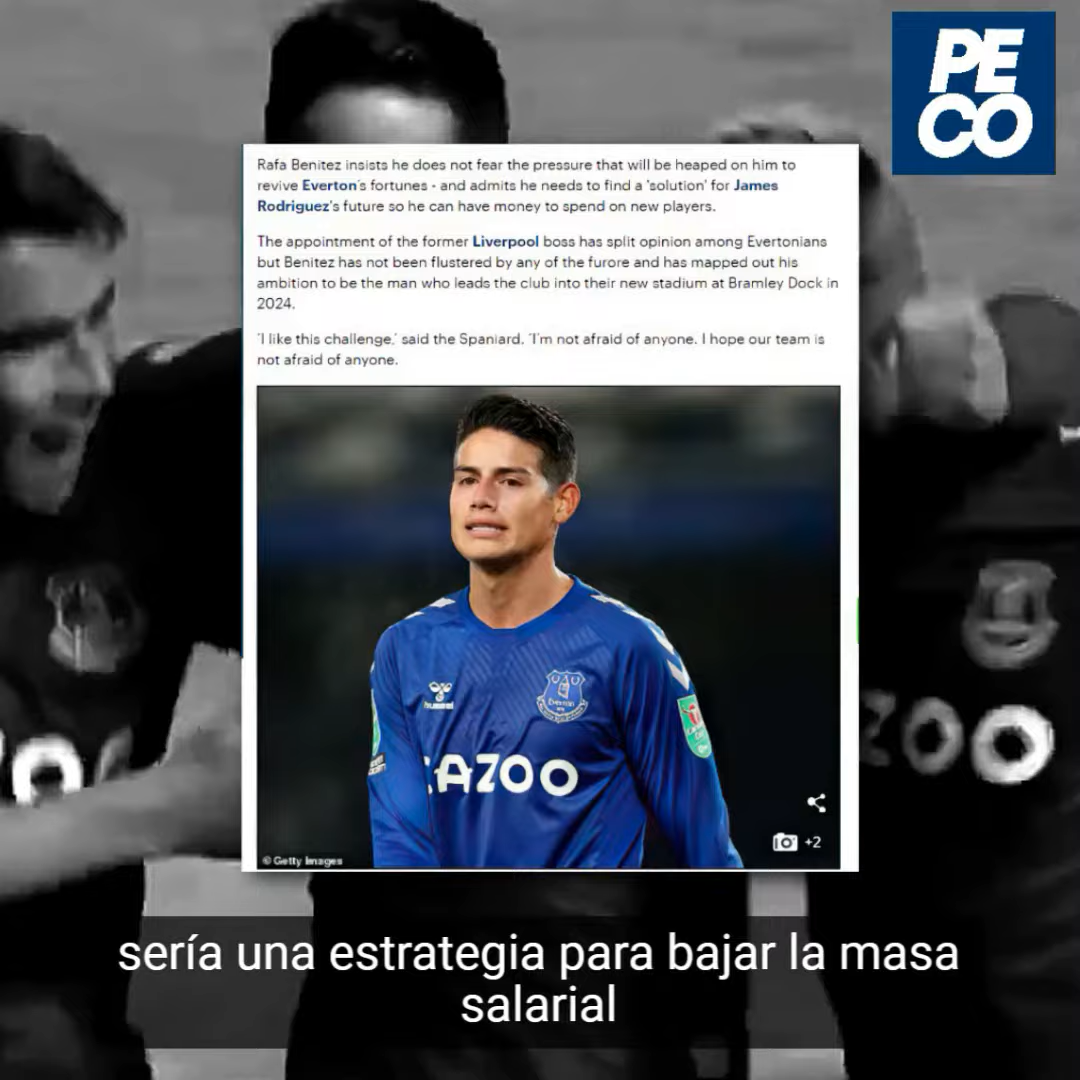 PE
CO
Rafa Benitez insists he does not fear the pressure that will be heaped on him to
revive Everton's fortunes - and admits he needs to find a 'solution' for James
Rodriguez's future so he can have money to spend on new players.
The appointment of the former Liverpool boss has split opinion among Evertonians
but Benitez has not been flustered by any of the furore and has mapped out his
ambition to be the man who leads the club into their new stadium at Bramley Dock in
2024.
'I like this challenge,' said the Spaniard. 'I'm not afraid of anyone. I hope our team is
not afraid of anyone.
hummel
Everton
CAZOO
+2
© Getty Images
sería una estrategia para bajar la masa
salarial